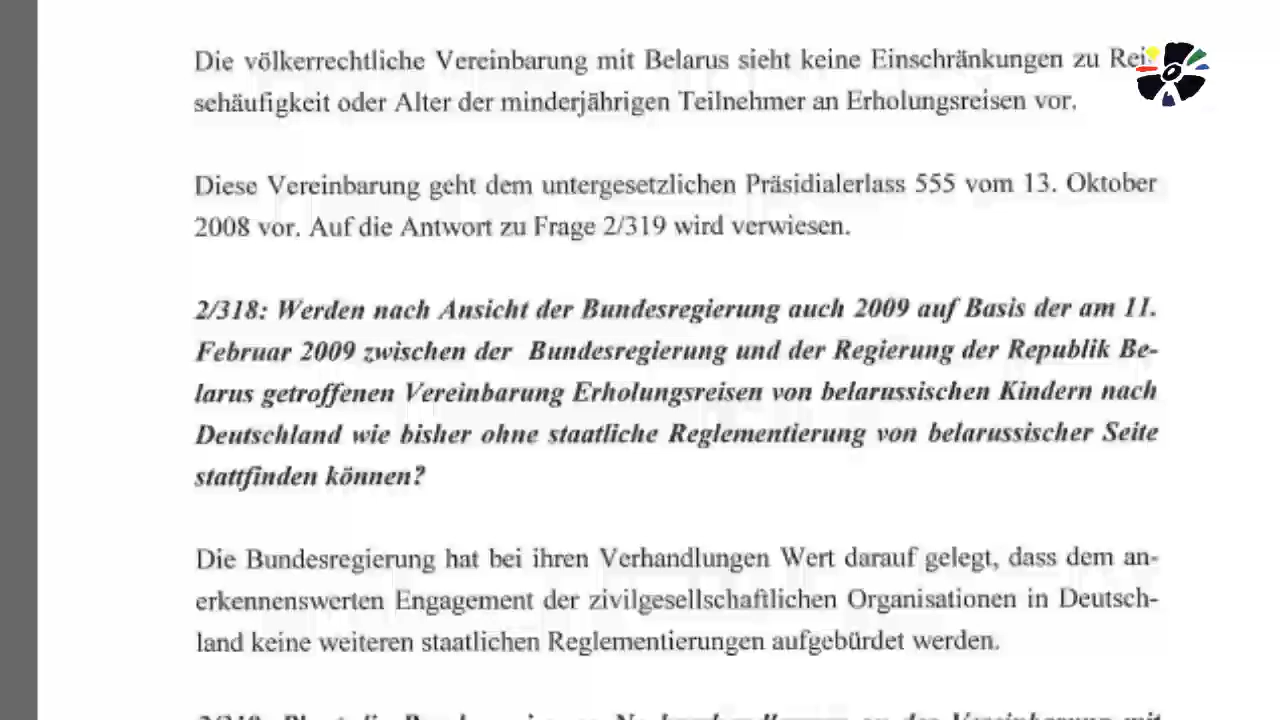 Die völkerrechtliche Vereinbarung mit Belarus sieht keine Einschränkungen zu Rei-
sehäufigkeit oder Alter der minderjährigen Teilnehmer an Erholungsreisen vor.
Diese Vereinbarung geht dem untergesetzlichen Präsidialerlass 555 vom 13. Oktober
2008 vor. Auf die Antwort zu Frage 2/319 wird verwiesen.
2/318: Werden nach Ansicht der Bundesregierung auch 2009 auf Basis der am 11.
Februar 2009 zwischen der Bundesregierung und der Regierung der Republik Be-
larus getroffenen Vereinbarung Erholungsreisen von belarussischen Kindern nach
Deutschland wie bisher ohne staatliche Reglementierung von belarussischer Seite
stattfinden können?
Die Bundesregierung hat bei ihren Verhandlungen Wert darauf gelegt, dass dem an-
erkennenswerten Engagement der zivilgesellschaftlichen Organisationen in Deutsch-
land keine weiteren staatlichen Reglementierungen aufgebürdet werden.